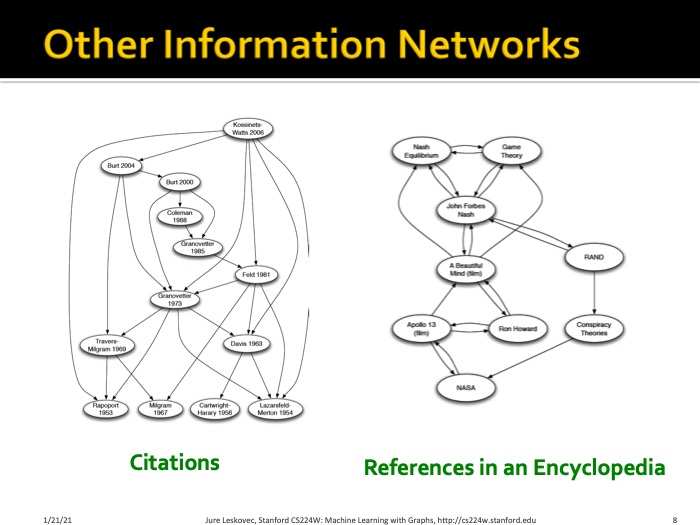 Other Information Networks
Kossinets-
Watts 2006
Burt 2004
Burt 2000
Coleman
1988
Granovetter
1985
Feld 1981
Granovetter
1973
Travers-
Milgram 1969
Davis 1963
Rapoport
1953
Milgram
1967
Cartwright-
Harary 1956
Lazarsfeld-
Merton 1954
Nash
Equilibrium
Game
Theory
John Forbes
Nash
RAND
A Beautiful
Mind (film)
Apollo 13
(film)
Ron Howard
Conspiracy
Theories
NASA
Citations
References in an Encyclopedia
1/21/21
Jure Leskovec, Stanford CS224W: Machine Learning with Graphs, http://cs224w.stanford.edu
8